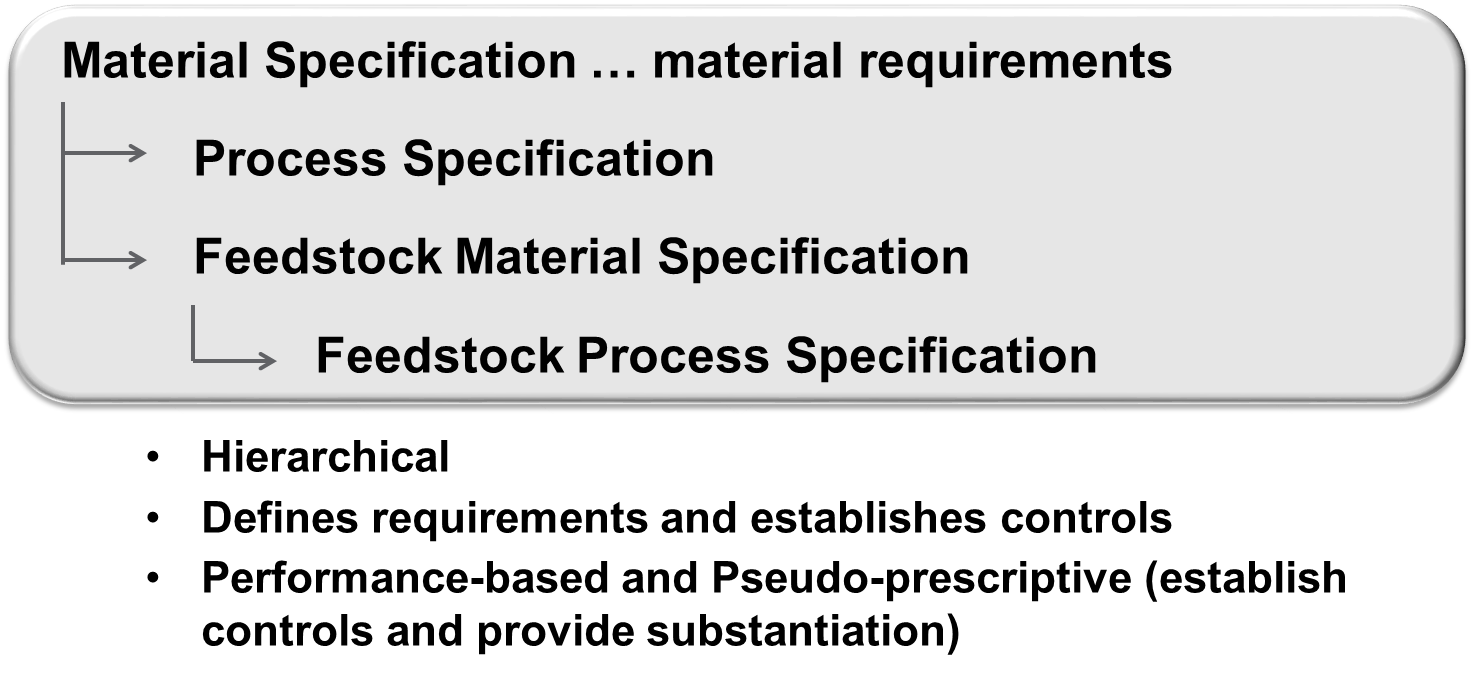 Material Specification … material requirements
Process Specification
Feedstock Material Specification
Feedstock Process Specification
• Hierarchical
• Defines requirements and establishes controls
• Performance-based and Pseudo-prescriptive (establish
controls and provide substantiation)